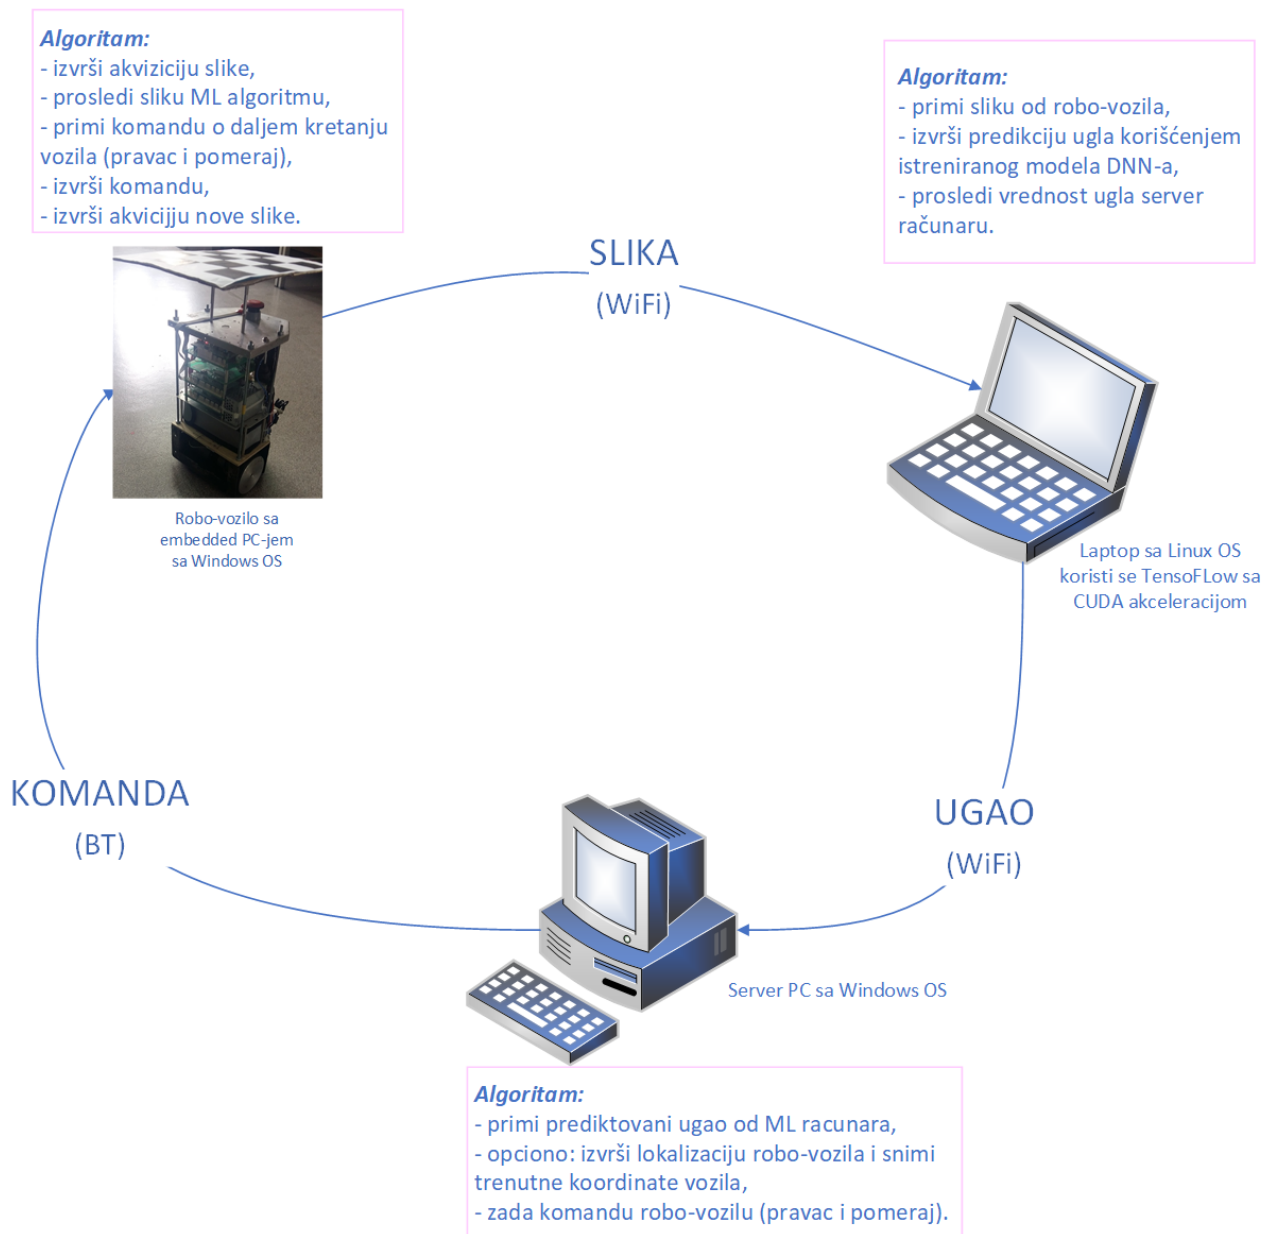 Algoritam:
- izvrši akviziciju slike,
- prosledi sliku ML algoritmu,
- primi komandu o daljem kretanju
vozila (pravac i pomeraj),
- izvrši komandu,
- izvrši akvicijju nove slike.
Algoritam:
- primi sliku od robo-vozila,
- izvrši predikciju ugla korišćenjem
istreniranog modela DNN-a,
- prosledi vrednost ugla server
računaru.
SLIKA
(WiFi)
Robo-vozilo sa
embedded PC-jem
sa Windows OS
Laptop sa Linux OS
koristi se TensoFLow sa
CUDA akceleracijom
KOMANDA
(BT)
UGAO
(WiFi)
Server PC sa Windows OS
Algoritam:
- primi prediktovani ugao od ML racunara,
- opciono: izvrši lokalizaciju robo-vozila i snimi
trenutne koordinate vozila,
- zada komandu robo-vozilu (pravac i pomeraj).